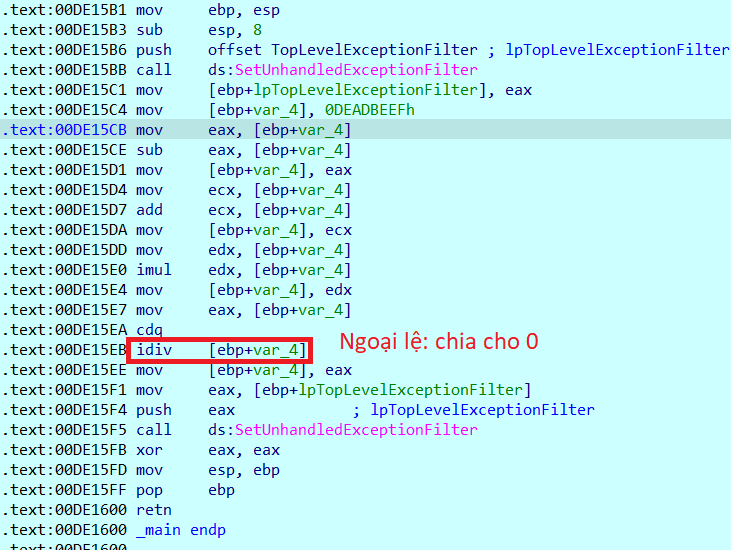 .text:00DE15B1 mov ebp, esp
.text:00DE15B3 sub esp, 8
.text:00DE15B6 push offset TopLevelExceptionFilter ; lpTopLevelExceptionFilter
.text:00DE15BB call ds:SetUnhandledExceptionFilter
.text:00DE15C1 mov [ebp+lpTopLevelExceptionFilter], eax
.text:00DE15C4 mov [ebp+var_4], 0DEADBEEFh
.text:00DE15CB mov eax, [ebp+var_4]
.text:00DE15CE sub eax, [ebp+var_4]
.text:00DE15D1 mov [ebp+var_4], eax
.text:00DE15D4 mov ecx, [ebp+var_4]
.text:00DE15D7 add ecx, [ebp+var_4]
.text:00DE15DA mov [ebp+var_4], ecx
.text:00DE15DD mov edx, [ebp+var_4]
.text:00DE15E0 imul edx, [ebp+var_4]
.text:00DE15E4 mov [ebp+var_4], edx
.text:00DE15E7 mov eax, [ebp+var_4]
.text:00DE15EA cdq
.text:00DE15EB idiv [ebp+var_4] Ngoại lệ: chia cho 0
.text:00DE15EE mov [ebp+var_4], eax
.text:00DE15F1 mov eax, [ebp+lpTopLevelExceptionFilter]
.text:00DE15F4 push eax ; lpTopLevelExceptionFilter
.text:00DE15F5 call ds:SetUnhandledExceptionFilter
.text:00DE15FB xor eax, eax
.text:00DE15FD mov esp, ebp
.text:00DE15FF pop ebp
.text:00DE1600 retn
.text:00DE1600 _main endp
.text:00DE1600